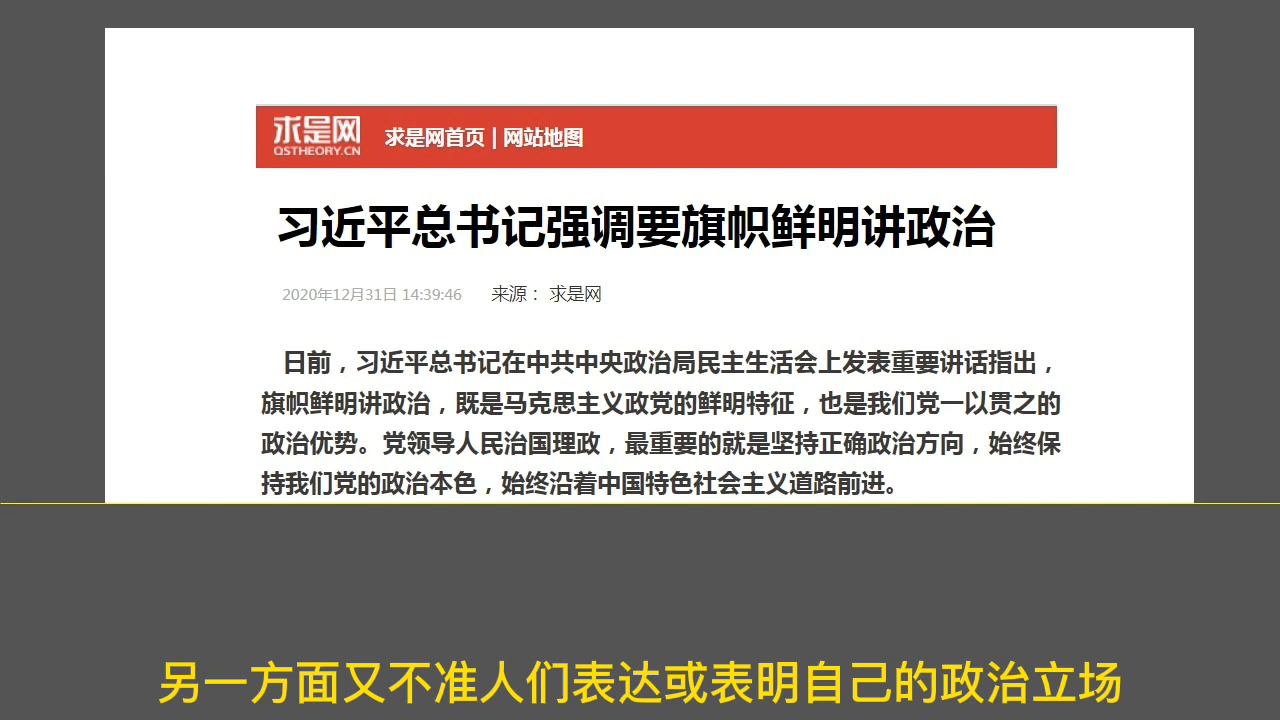 求是网
QSTHEORY.CN
求是网首页 | 网站地图
习近平总书记强调要旗帜鲜明讲政治
2020年12月31日 14:39:46 来源： 求是网
日前，习近平总书记在中共中央政治局民主生活会上发表重要讲话指出，
旗帜鲜明讲政治，既是马克思主义政党的鲜明特征，也是我们党一以贯之的
政治优势。党领导人民治国理政，最重要的就是坚持正确政治方向，始终保
持我们党的政治本色，始终沿着中国特色社会主义道路前进。
另一方面又不准人们表达或表明自己的政治立场